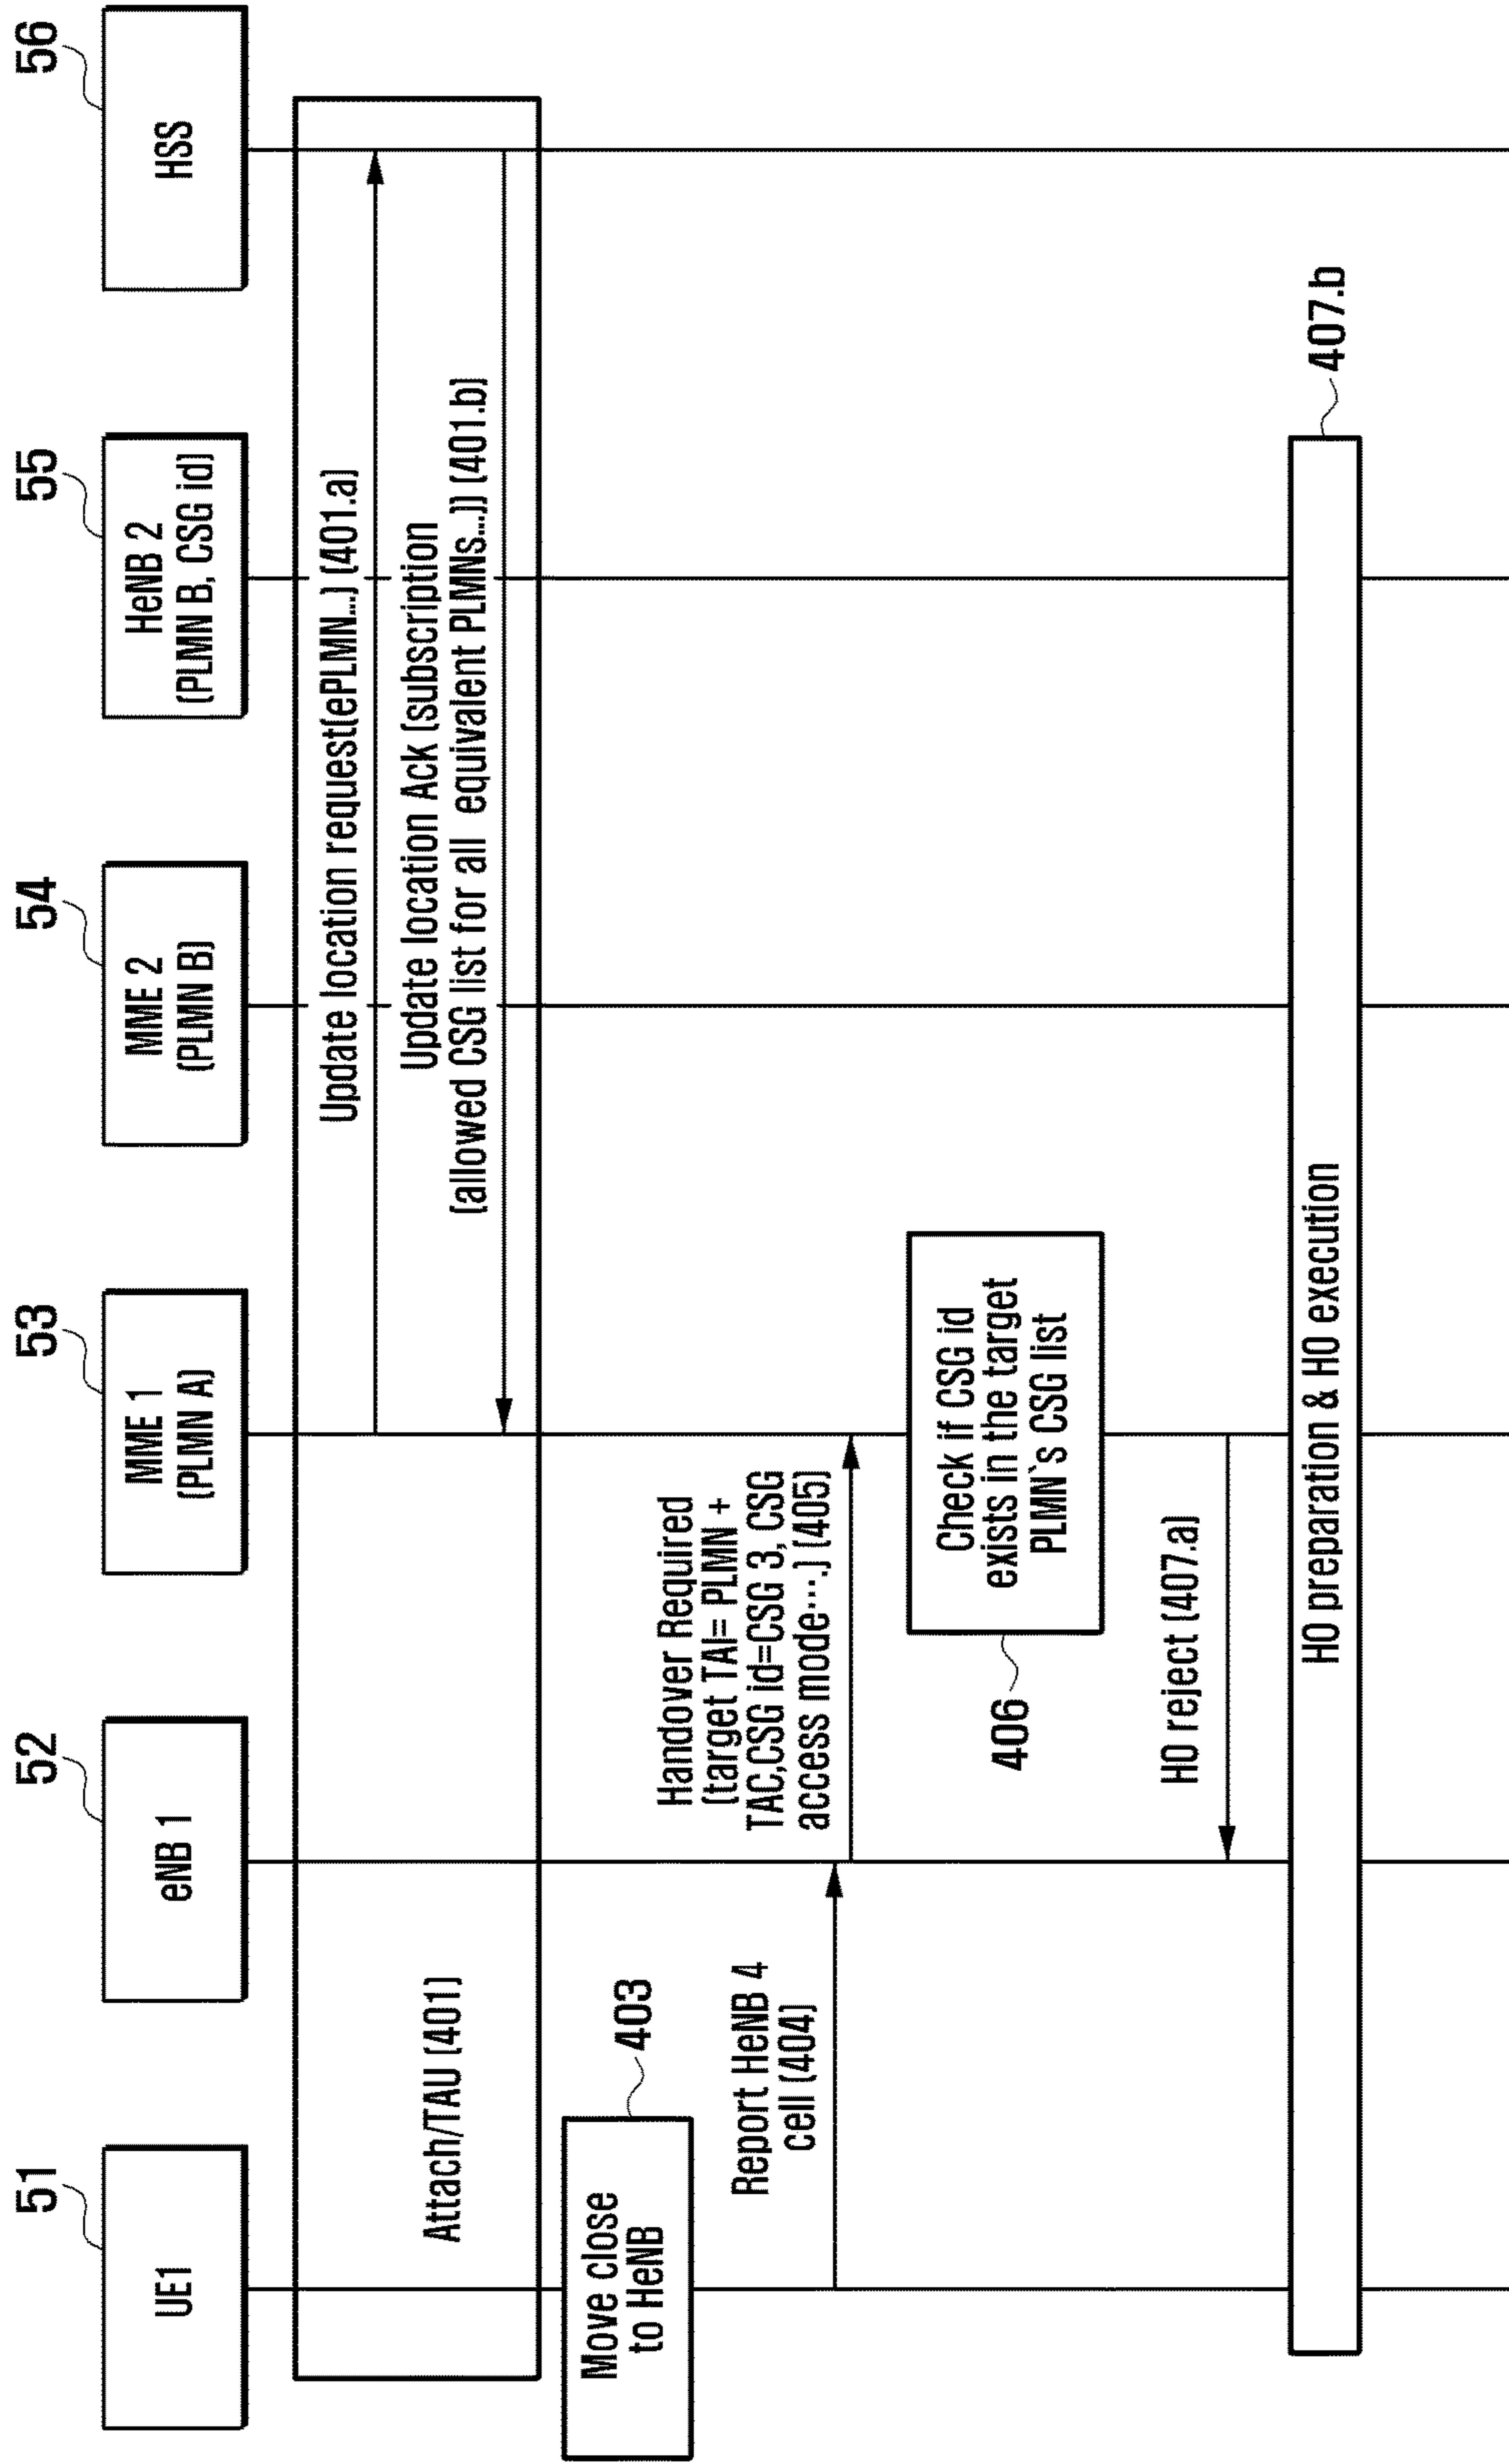 51
52
53
54
55
56
UE1
eNB 1
MME 1
(PLMN A)
MME 2
(PLMN B)
HeNB 2
(PLMN B, CSG id)
HSS
Attach/TAU (401)
Update location request(ePLMN...) (401.a)
Update location Ack (subscription
(allowed CSG list for all equivalent PLMNs...)) (401.b)
Move close
to HeNB
403
Report HeNB 4
cell (404)
Handover Required
(target TAI= PLMN +
TAC,CSG id=CSG 3, CSG
access mode....) (405)
Check if CSG id
exists in the target
PLMN`s CSG list
406
HO reject (407.a)
HO preparation & HO execution
407.b